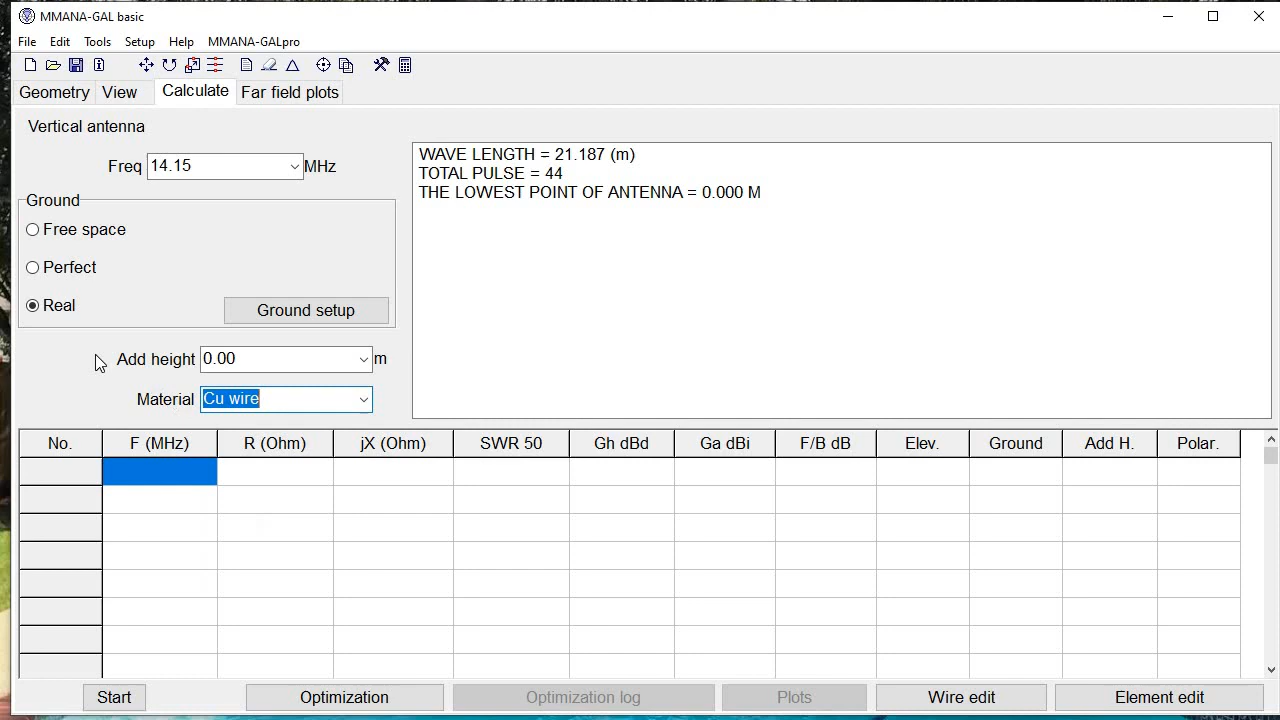 MMANA-GAL basic
File Edit Tools Setup Help MMANA-GALpro
Geometry View Calculate Far field plots
Vertical antenna
Freq 14.15 MHz
Ground
Free space
Perfect
Real Ground setup
Add height 0.00 m
Material Cu wire
WAVE LENGTH = 21.187 (m)
TOTAL PULSE = 44
THE LOWEST POINT OF ANTENNA = 0.000 M
No. F (MHz) R (Ohm) jX (Ohm) SWR 50 Gh dBd Ga dBi F/B dB Elev. Ground Add H. Polar.
Start Optimization Optimization log Plots Wire edit Element edit